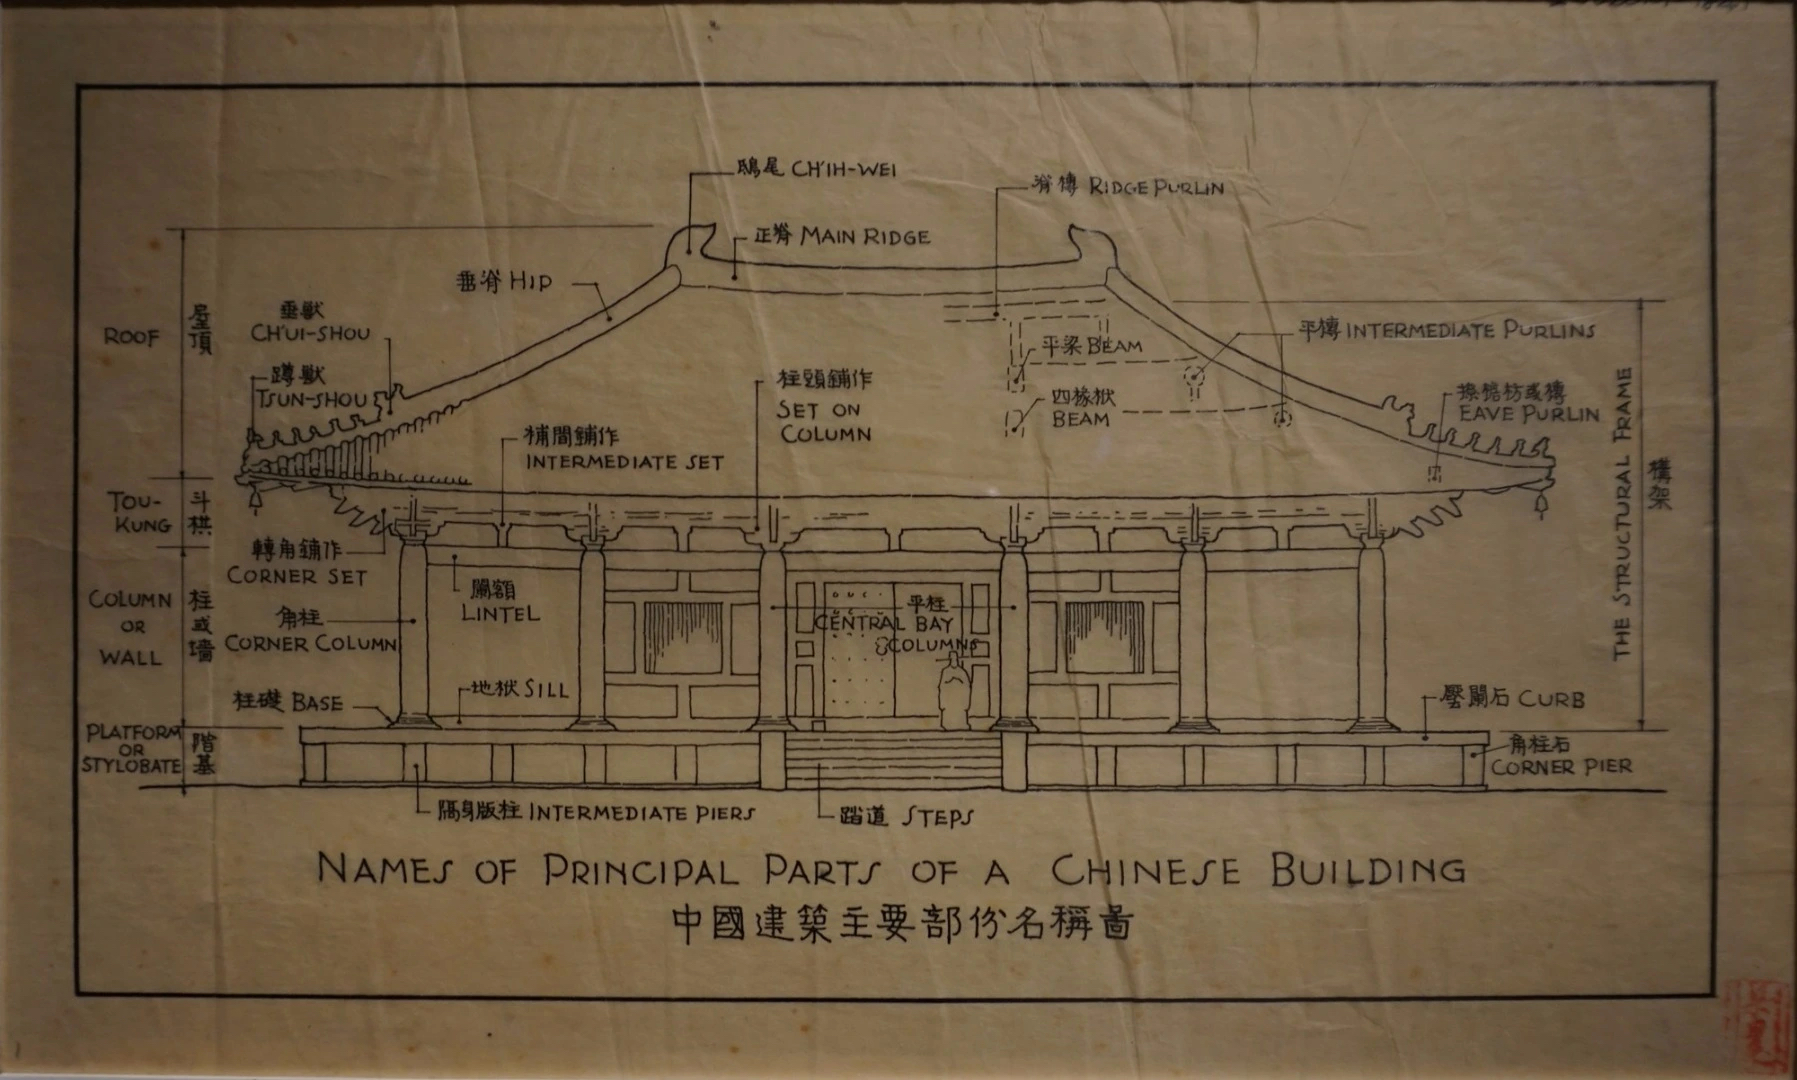 鴟尾 CH'IH-WEI
脊槫 RIDGE PURLIN
正脊 MAIN RIDGE
垂脊 HIP
垂獸
CH'UI-SHOU
ROOF
屋頂
平槫 INTERMEDIATE PURLINS
平梁 BEAM
蹲獸
TSUN-SHOU
柱頭鋪作
SET ON
COLUMN
四椽栿
BEAM
EAVE PURLIN
補間鋪作
INTERMEDIATE SET
THE STRUCTURAL FRAME
構架
TOU-
KUNG
斗栱
轉角鋪作
CORNER SET
闌額
LINTEL
COLUMN
OR
WALL
柱或墻
角柱
CORNER COLUMN
平柱
CENTRAL BAY
COLUMNS
地栿 SILL
柱礎 BASE
壓闌石 CURB
PLATFORM
OR
STYLOBATE
階基
角柱石
CORNER PIER
隔身版柱 INTERMEDIATE PIERS
踏道 STEPS
NAMES OF PRINCIPAL PARTS OF A CHINESE BUILDING
中國建築主要部份名稱圖